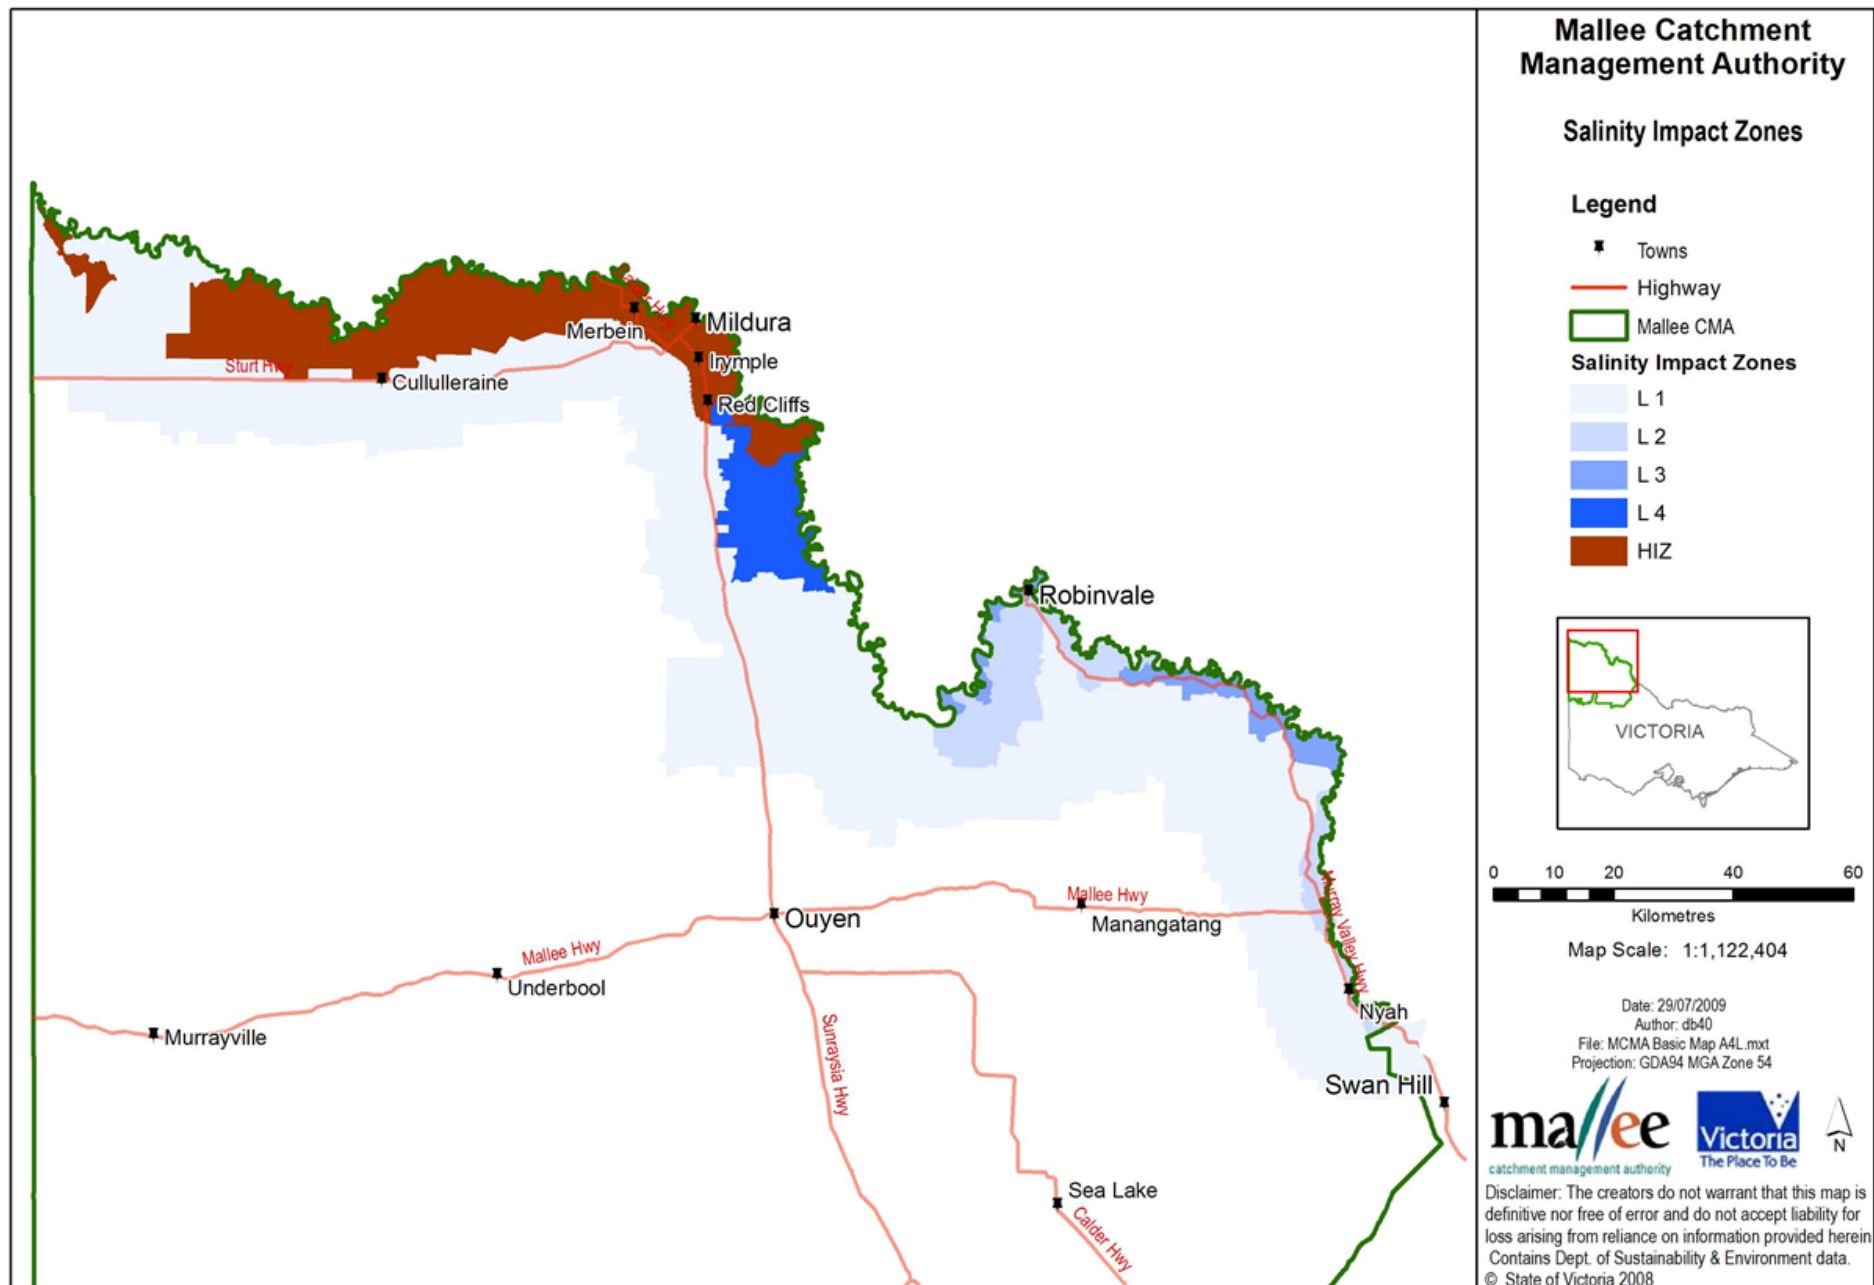 Mallee Catchment
Management Authority
Salinity Impact Zones
Legend
Towns
Highway
Mallee CMA
Salinity Impact Zones
L 1
L 2
L 3
L 4
HIZ
VICTORIA
0 10 20 40 60
Kilometres
Map Scale: 1:1,122,404
Date: 29/07/2009
Author: db40
File: MCMA Basic Map A4L.mxt
Projection: GDA94 MGA Zone 54
mallee
catchment management authority
Victoria
The Place To Be
N
Disclaimer: The creators do not warrant that this map is
definitive nor free of error and do not accept liability for
loss arising from reliance on information provided herein
Contains Dept. of Sustainability & Environment data.
© State of Victoria 2008
Calder Hwy
Merbein
Mildura
Irymple
Sturt Hwy
Cullulleraine
Red Cliffs
Robinvale
Mallee Hwy
Ouyen
Manangatang
Murray Valley Hwy
Mallee Hwy
Underbool
Nyah
Murrayville
Sunraysia Hwy
Swan Hill
Sea Lake
Calder Hwy